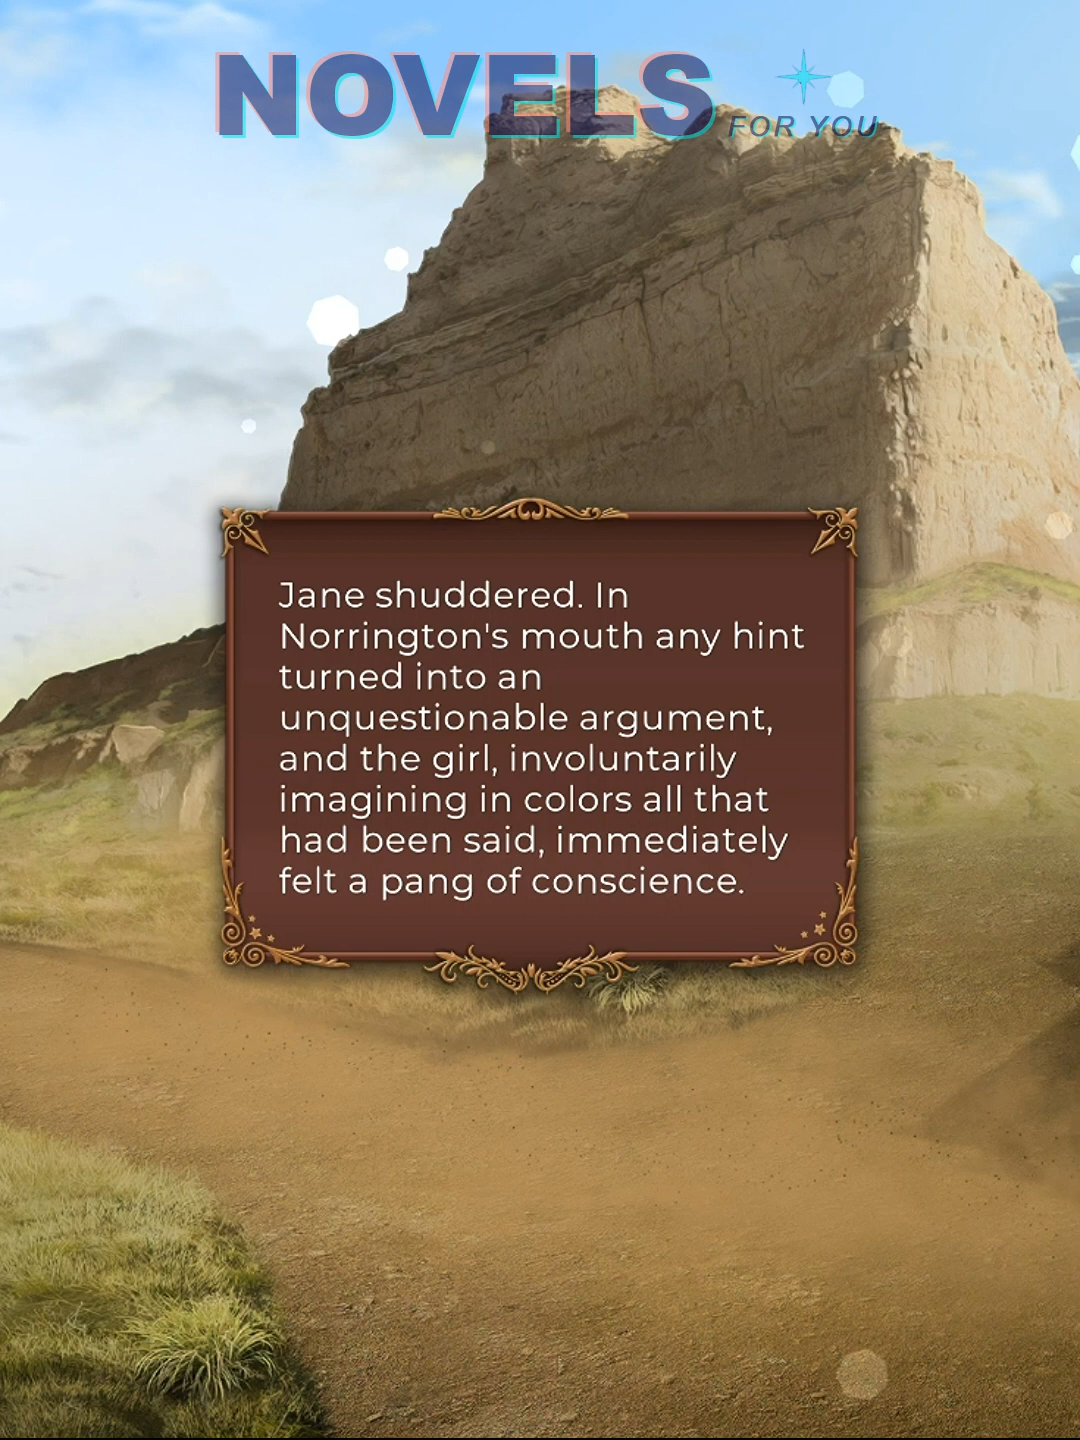 NOVELS
FOR YOU
Jane shuddered. In
Norrington's mouth any hint
turned into an
unquestionable argument,
and the girl, involuntarily
imagining in colors all that
had been said, immediately
felt a pang of conscience.